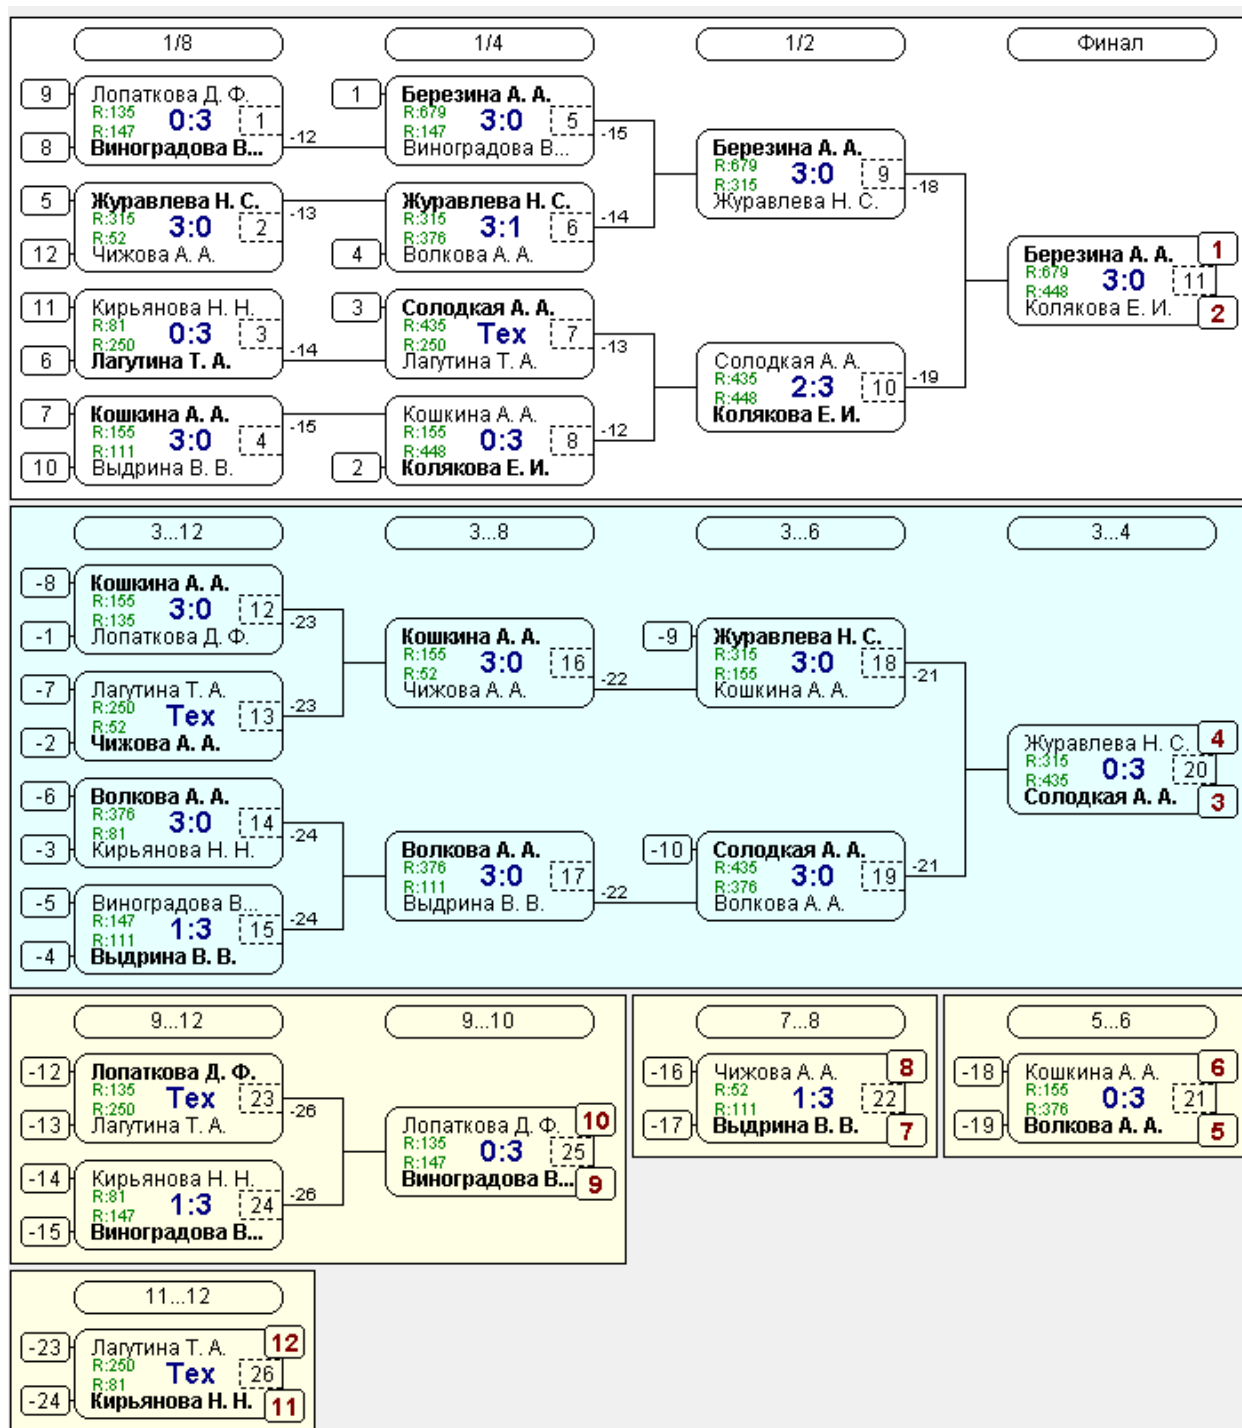 1/8 1/4 1/2 Финал
9 Лопаткова Д. Ф.
R:135 0:3 1
R:147
8 Виноградова В... -12
1 Березина А. А.
R:679 3:0 5
R:147
Виноградова В... -15
5 Журавлева Н. С.
R:315 3:0 2
R:52
12 Чижова А. А. -13
Журавлева Н. С.
R:315 3:1 6
R:376
4 Волкова А. А. -14
11 Кирьянова Н. Н.
R:81 0:3 3
R:250
6 Лагутина Т. А. -14
3 Солодкая А. А.
R:435 Tex 7
R:250
Лагутина Т. А. -13
7 Кошкина А. А.
R:155 3:0 4
R:111
10 Выдрина В. В. -15
Кошкина А. А.
R:155 0:3 8
R:448
2 Колякова Е. И. -12
Березина А. А.
R:679 3:0 9
R:315
Журавлева Н. С. -18
Солодкая А. А.
R:435 2:3 10
R:448
Колякова Е. И. -19
Березина А. А. 1
R:679 3:0 11
R:448
Колякова Е. И. 2
3...12 3...8 3...6 3...4
-8 Кошкина А. А.
R:155 3:0 12
R:135
-1 Лопаткова Д. Ф. -23
-7 Лагутина Т. А.
R:250 Tex 13
R:52
-2 Чижова А. А. -23
-6 Волкова А. А.
R:376 3:0 14
R:81
-3 Кирьянова Н. Н. -24
-5 Виноградова В...
R:147 1:3 15
R:111
-4 Выдрина В. В. -24
Кошкина А. А.
R:155 3:0 16
R:52
Чижова А. А. -22
Волкова А. А.
R:376 3:0 17
R:111
Выдрина В. В. -22
-9 Журавлева Н. С.
R:315 3:0 18
R:155
Кошкина А. А. -21
-10 Солодкая А. А.
R:435 3:0 19
R:376
Волкова А. А. -21
Журавлева Н. С. 4
R:315 0:3 20
R:435
Солодкая А. А. 3
9...12 9...10
-12 Лопаткова Д. Ф.
R:135 Tex 23
R:250
-13 Лагутина Т. А. -26
-14 Кирьянова Н. Н.
R:81 1:3 24
R:147
-15 Виноградова В... -26
Лопаткова Д. Ф. 10
R:135 0:3 25
R:147
Виноградова В... 9
7...8
-16 Чижова А. А. 8
R:52 1:3 22
R:111
-17 Выдрина В. В. 7
5...6
-18 Кошкина А. А. 6
R:155 0:3 21
R:376
-19 Волкова А. А. 5
11...12
-23 Лагутина Т. А. 12
R:250 Tex 26
R:81
-24 Кирьянова Н. Н. 11